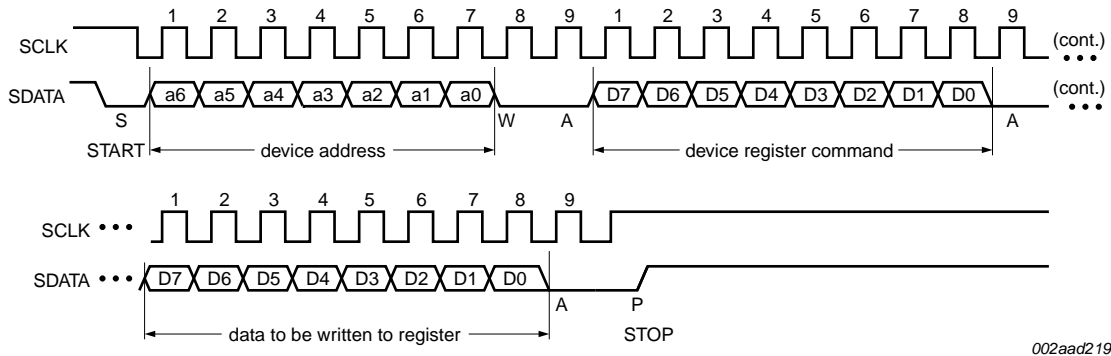 1 2 3 4 5 6 7 8 9 1 2 3 4 5 6 7 8 9
SCLK (cont.)
SDATA a6 a5 a4 a3 a2 a1 a0 D7 D6 D5 D4 D3 D2 D1 D0 (cont.)
S W A A
START device address device register command
1 2 3 4 5 6 7 8 9
SCLK
SDATA D7 D6 D5 D4 D3 D2 D1 D0
A P
data to be written to register STOP
002aad219